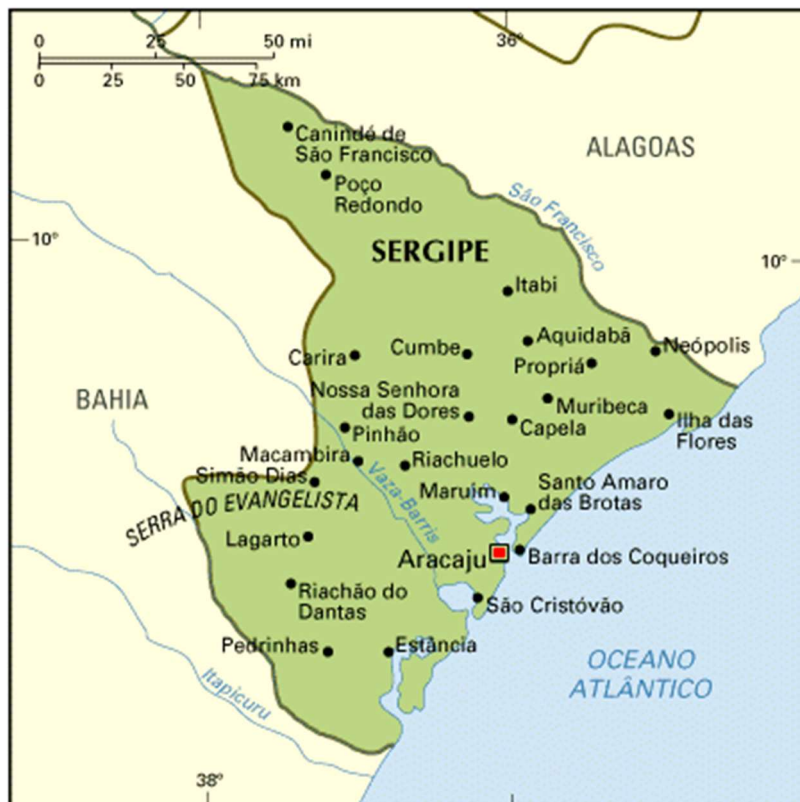 0 25 50 mi
0 25 50 75 km
36°
Canindé de
São Francisco
ALAGOAS
Poço
Redondo
São Francisco
10°
SERGIPE
10°
Itabi
Aquidabã
Neópolis
Cumbe
Carira
Propriá
Nossa Senhora
das Dores
BAHIA
Muribeca
Ilha das
Flores
Capela
Pinhão
Macambira
Riachuelo
Simão Dias
Vaza-Barris
Maruim
Santo Amaro
das Brotas
SERRA DO EVANGELISTA
Lagarto
Aracaju
Barra dos Coqueiros
Riachão do
Dantas
São Cristóvão
Pedrinhas
Estância
OCEANO
ATLÂNTICO
Itapicuru
38°